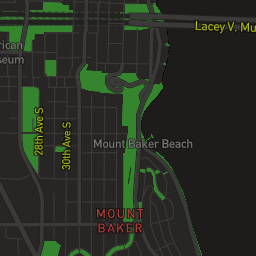 Lacey V. Mu
rican
seum
28th Ave S
30th Ave S
Mount Baker Beach
MOUNT
BAKER